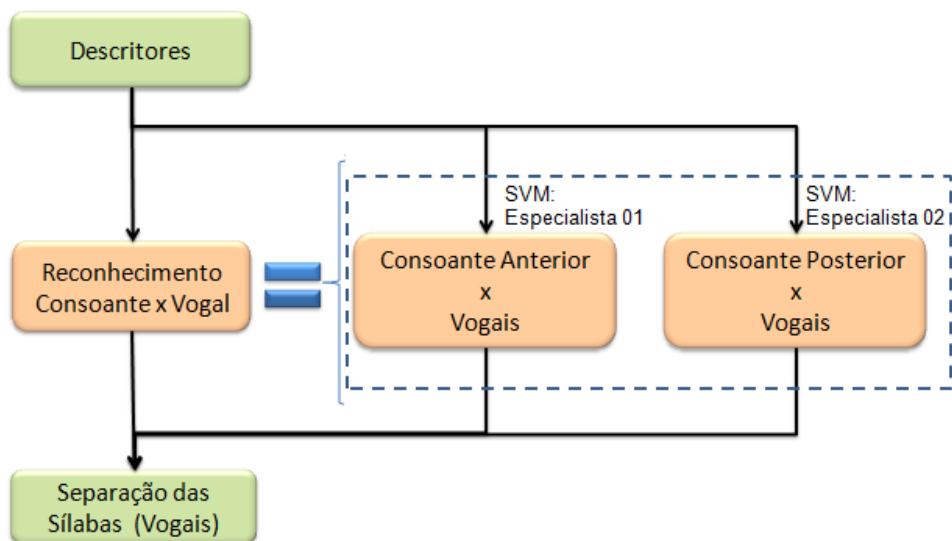 Descritores
SVM:
Especialista 01
SVM:
Especialista 02
Reconhecimento
Consoante x Vogal
Consoante Anterior
x
Vogais
Consoante Posterior
x
Vogais
Separação das
Sílabas (Vogais)